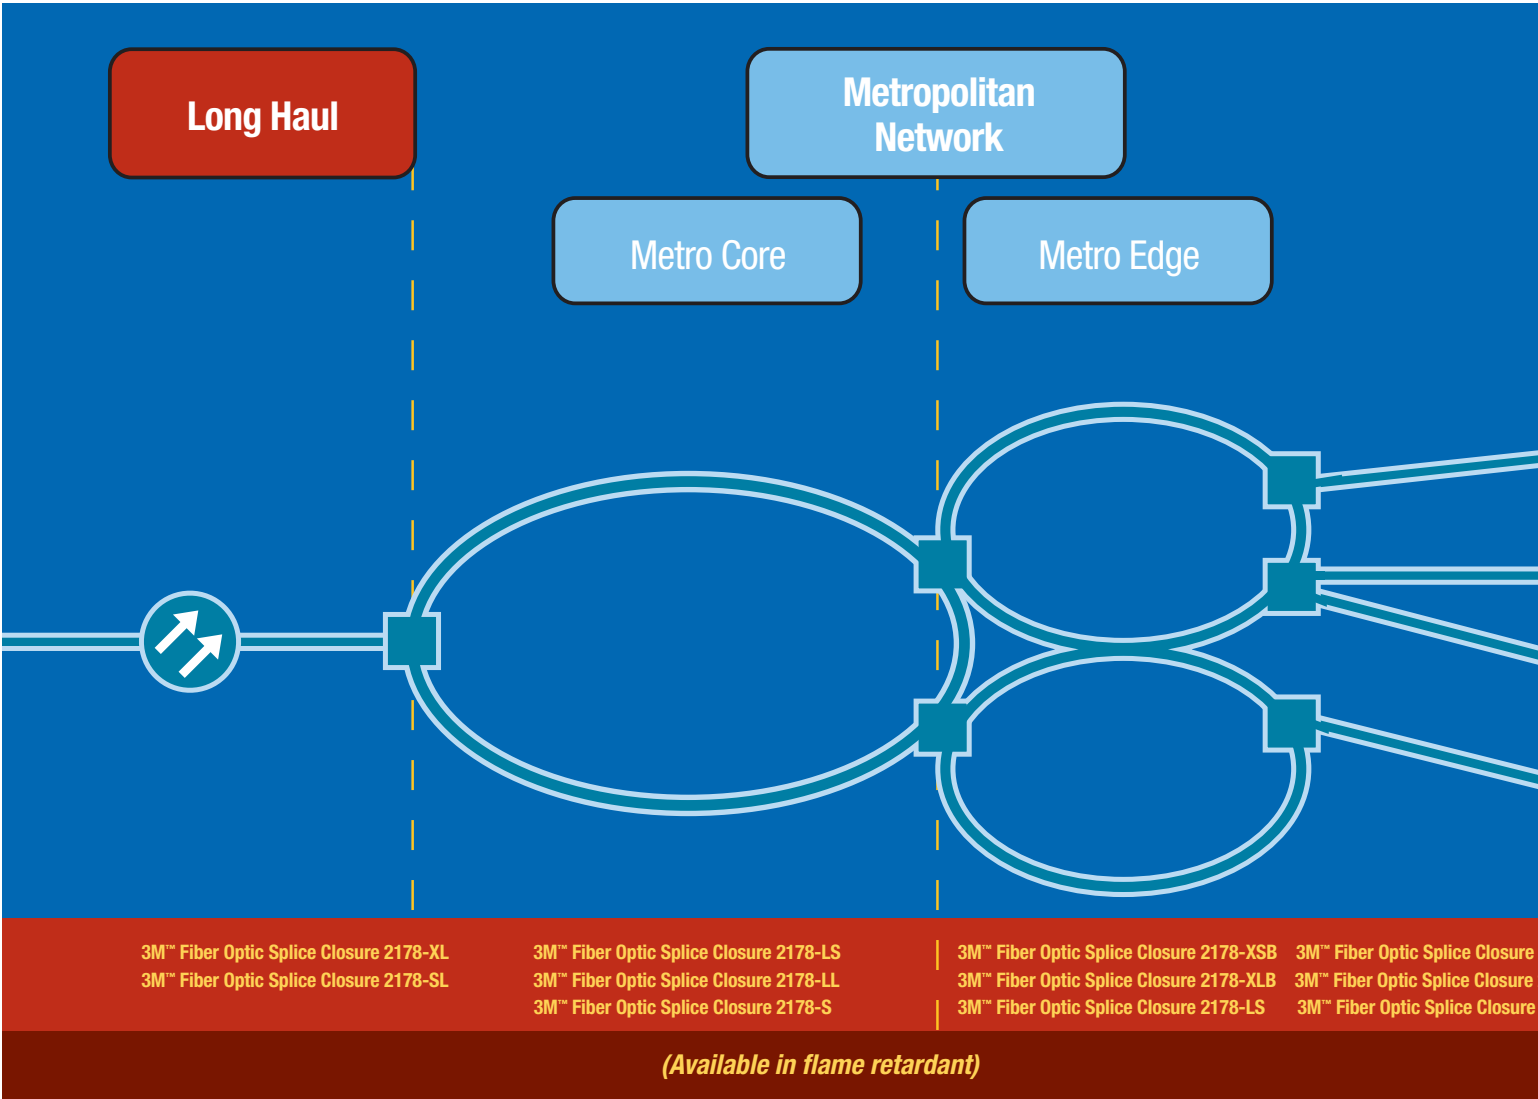 Long Haul
Metropolitan
Network
Metro Core
Metro Edge
3M™ Fiber Optic Splice Closure 2178-XL
3M™ Fiber Optic Splice Closure 2178-SL
3M™ Fiber Optic Splice Closure 2178-LS
3M™ Fiber Optic Splice Closure 2178-LL
3M™ Fiber Optic Splice Closure 2178-S
3M™ Fiber Optic Splice Closure 2178-XSB
3M™ Fiber Optic Splice Closure 2178-XLB
3M™ Fiber Optic Splice Closure 2178-LS
3M™ Fiber Optic Splice Closure
3M™ Fiber Optic Splice Closure
3M™ Fiber Optic Splice Closure
(Available in flame retardant)